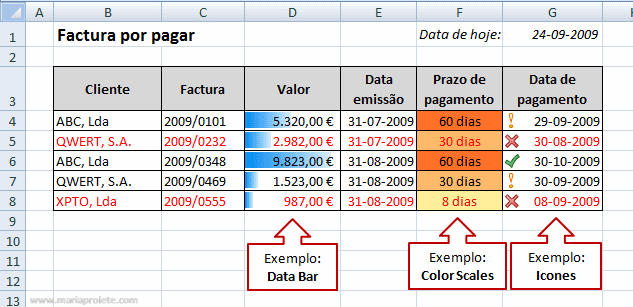 A B C D E F G
1 Factura por pagar Data de hoje: 24-09-2009
2
3 Cliente Factura Valor Data emissão Prazo de pagamento Data de pagamento
4 ABC, Lda 2009/0101 5.320,00 € 31-07-2009 60 dias 29-09-2009
5 QWERT, S.A. 2009/0232 2.982,00 € 31-07-2009 30 dias 30-08-2009
6 ABC, Lda 2009/0348 9.823,00 € 31-08-2009 60 dias 30-10-2009
7 QWERT, S.A. 2009/0469 1.523,00 € 31-08-2009 30 dias 30-09-2009
8 XPTO, Lda 2009/0555 987,00 € 31-08-2009 8 dias 08-09-2009
9
10
11 Exemplo: Exemplo: Exemplo:
12 Data Bar Color Scales Icones
13 www.mariaprojete.com